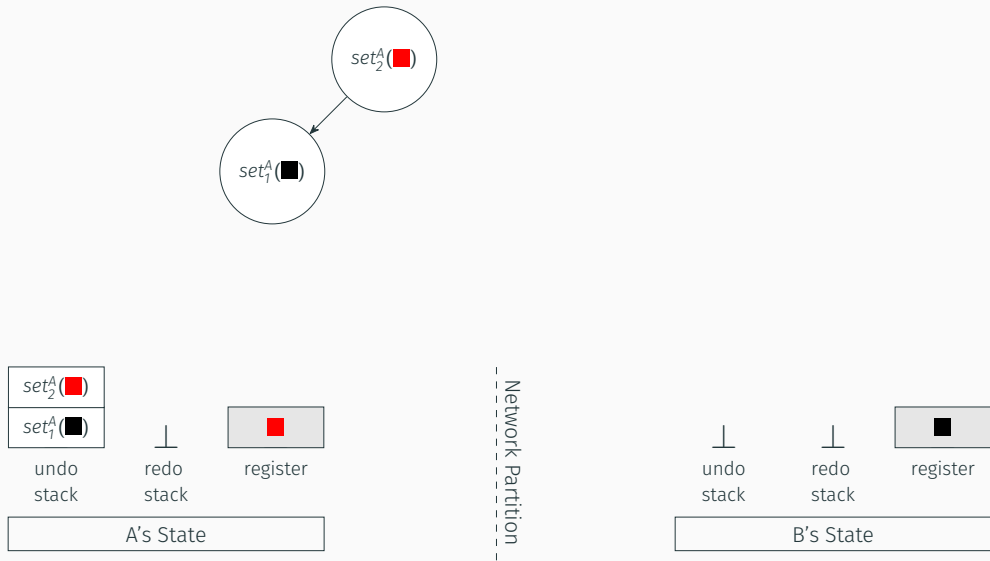 set₂ᴬ(■)
set₁ᴬ(■)
set₂ᴬ(■)
set₁ᴬ(■)
⊥
⊥
⊥
undo
stack
redo
stack
register
Network Partition
undo
stack
redo
stack
register
A's State
B's State